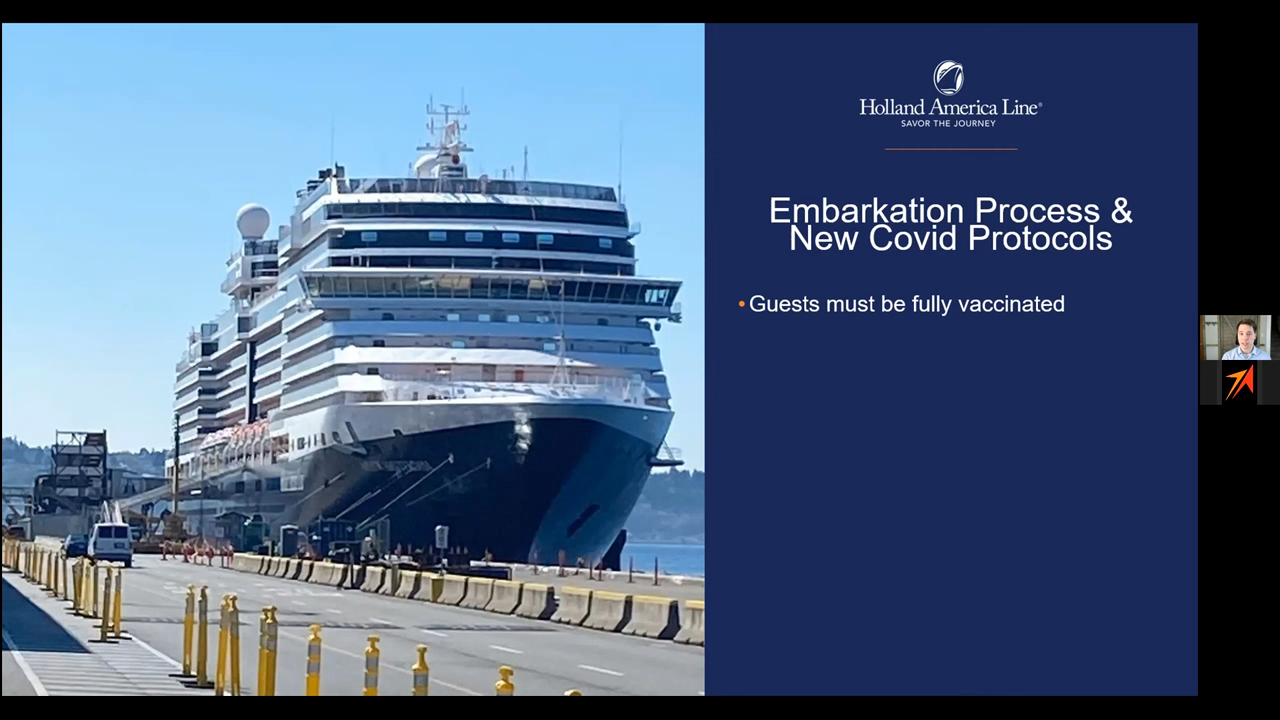 Holland America Line®
SAVOR THE JOURNEY
Embarkation Process &
New Covid Protocols
•Guests must be fully vaccinated